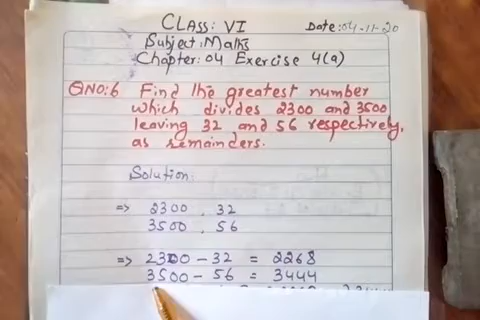 CLASS: VI Date: 04-11-20
Subject: Maths
Chapter: 04 Exercise 4(a)
QNO:6 Find the greatest number
which divides 2300 and 3500
leaving 32 and 56 respectively,
as remainders.
Solution:
=> 2300, 32
3500, 56
=> 2300 - 32 = 2268
3500 - 56 = 3444